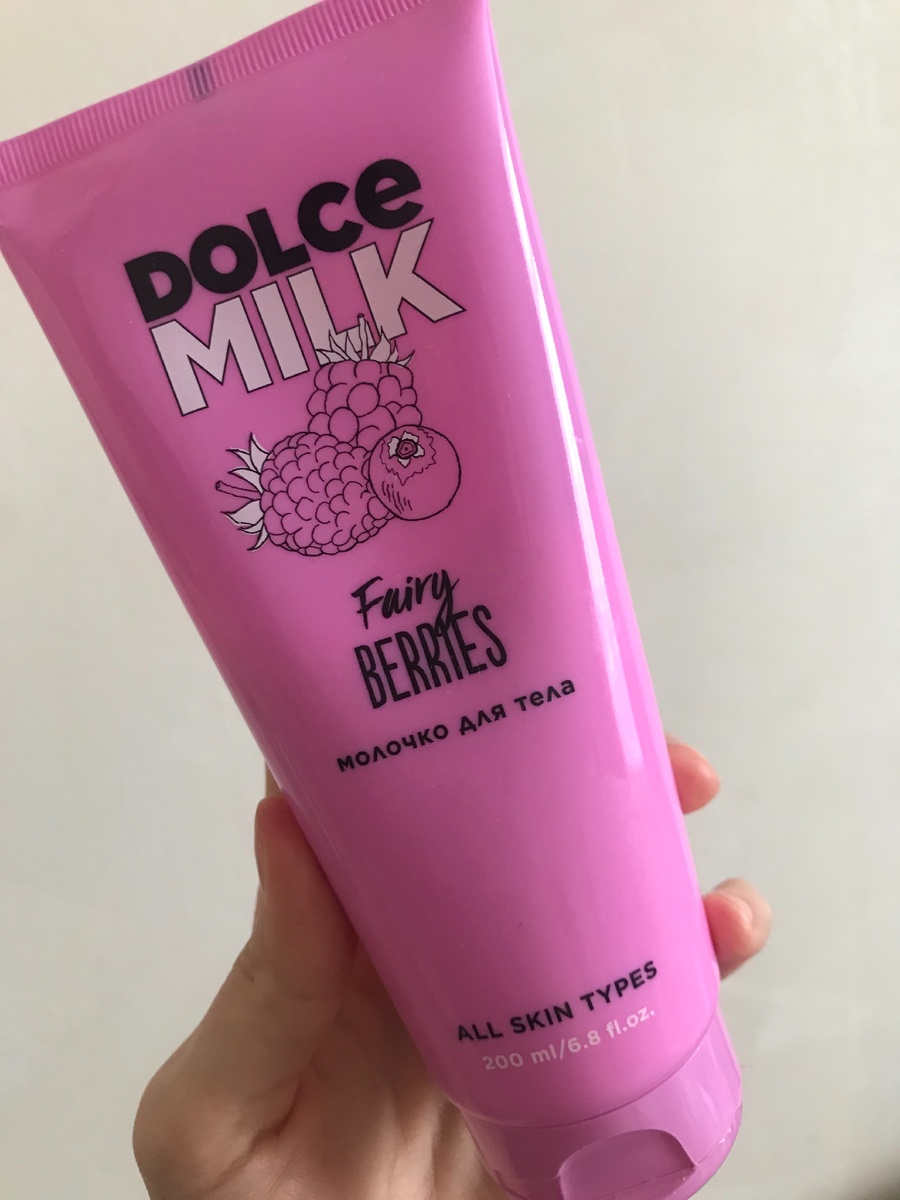 DOLCe
MILK
Fairy
BERRIES
молочко для тела
ALL SKIN TYPES
200 ml/6.8 fl.oz.